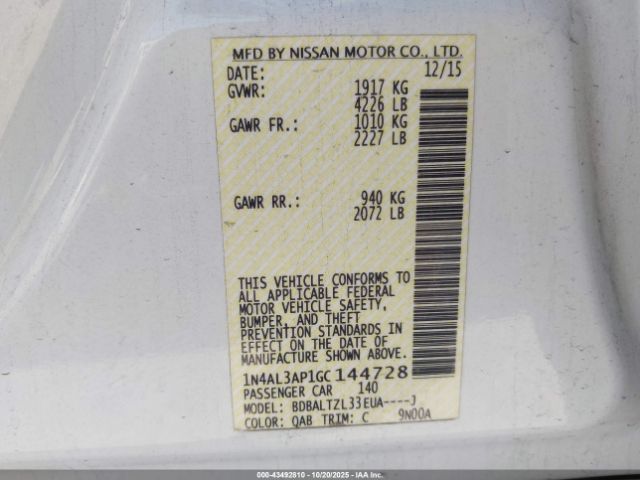 MFD BY NISSAN MOTOR CO., LTD.
DATE: 12/15
GVWR: 1917 KG
4226 LB
GAWR FR.: 1010 KG
2227 LB
GAWR RR.: 940 KG
2072 LB
THIS VEHICLE CONFORMS TO
ALL APPLICABLE FEDERAL
MOTOR VEHICLE SAFETY,
BUMPER, AND THEFT
PREVENTION STANDARDS IN
EFFECT ON THE DATE OF
MANUFACTURE SHOWN ABOVE.
1N4AL3AP1GC144728
PASSENGER CAR 140
MODEL: BDBALTZL33EUA----J
COLOR: QAB TRIM: C 9N00A
000-43492610 | 10/20/2025 | IAAI.COM